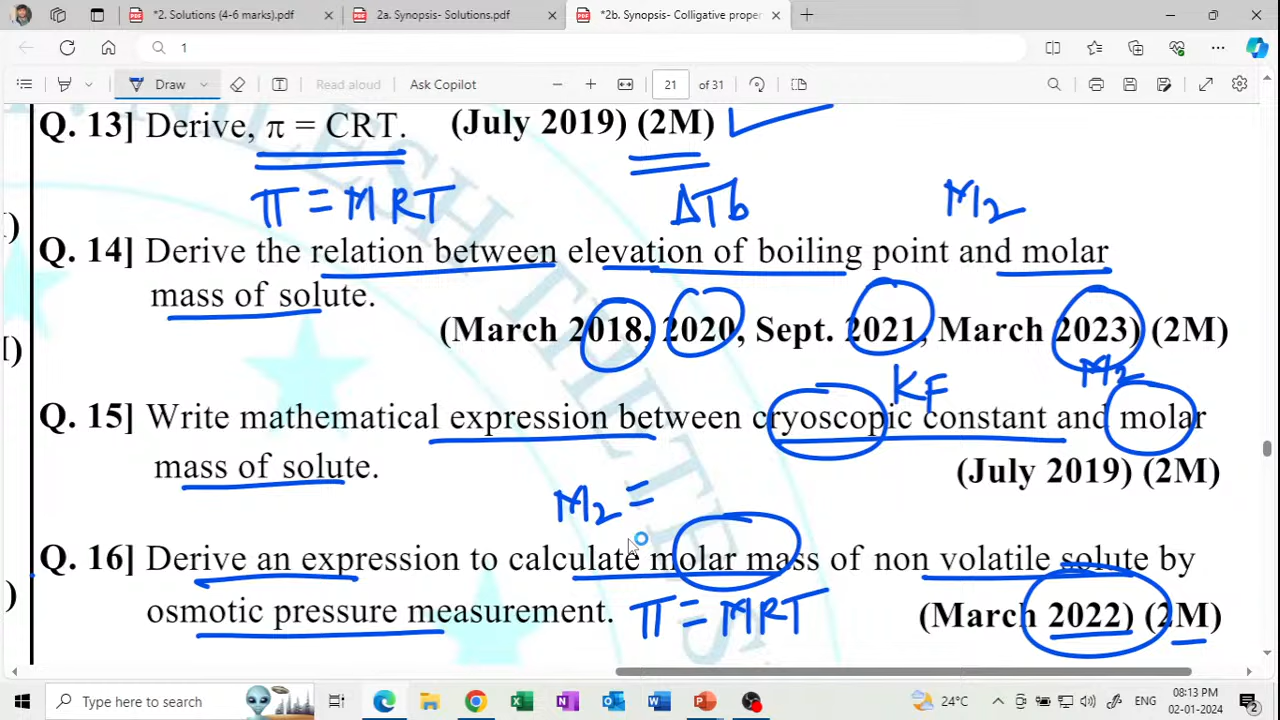 *2. Solutions (4-6 marks).pdf
2a. Synopsis- Solutions.pdf
*2b. Synopsis- Colligative proper
1
Draw
Read aloud
Ask Copilot
21 of 31
Q. 13] Derive, π = CRT. (July 2019) (2M)
π = MRT
ΔTb
M2
Q. 14] Derive the relation between elevation of boiling point and molar
mass of solute.
(March 2018, 2020, Sept. 2021, March 2023) (2M)
KF
M2
Q. 15] Write mathematical expression between cryoscopic constant and molar
mass of solute.
(July 2019) (2M)
M2 =
Q. 16] Derive an expression to calculate molar mass of non volatile solute by
osmotic pressure measurement.
π = MRT
(March 2022) (2M)
Type here to search
24°C
ENG
08:13 PM
02-01-2024
2